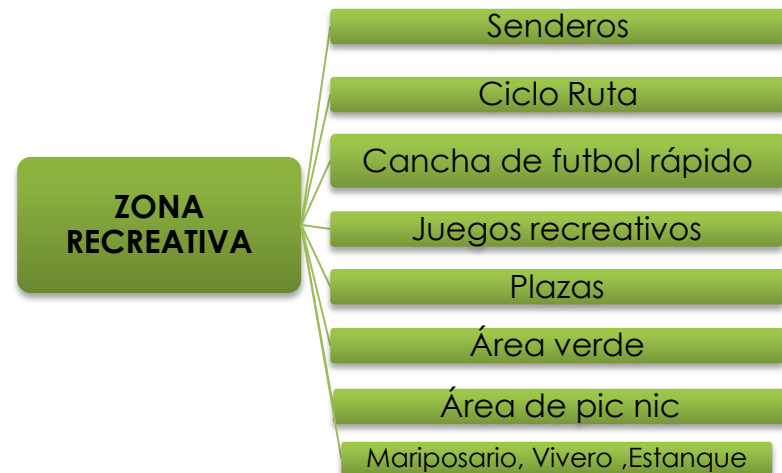 ZONA
RECREATIVA
Senderos
Ciclo Ruta
Cancha de futbol rápido
Juegos recreativos
Plazas
Área verde
Área de pic nic
Mariposario, Vivero ,Estanque